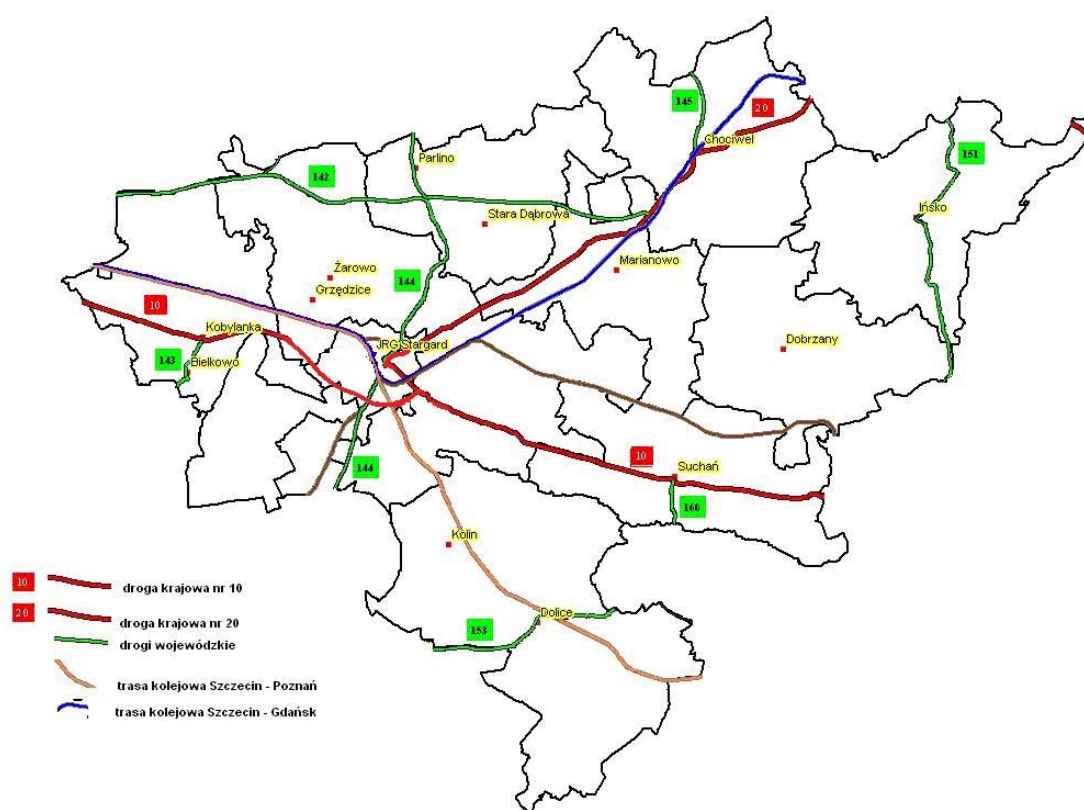 145
20
Chociwel
Parlino
151
142
Ińsko
Stara Dąbrowa
Żarowo
Marianowo
Grzędzice
144
10
Kobylanka
JRG Stargard
Dobrzany
143
Bielkowo
10
Suchań
144
160
Kolin
10 droga krajowa nr 10
20 droga krajowa nr 20
Dolice
153
drogi wojewódzkie
trasa kolejowa Szczecin - Poznań
trasa kolejowa Szczecin - Gdańsk